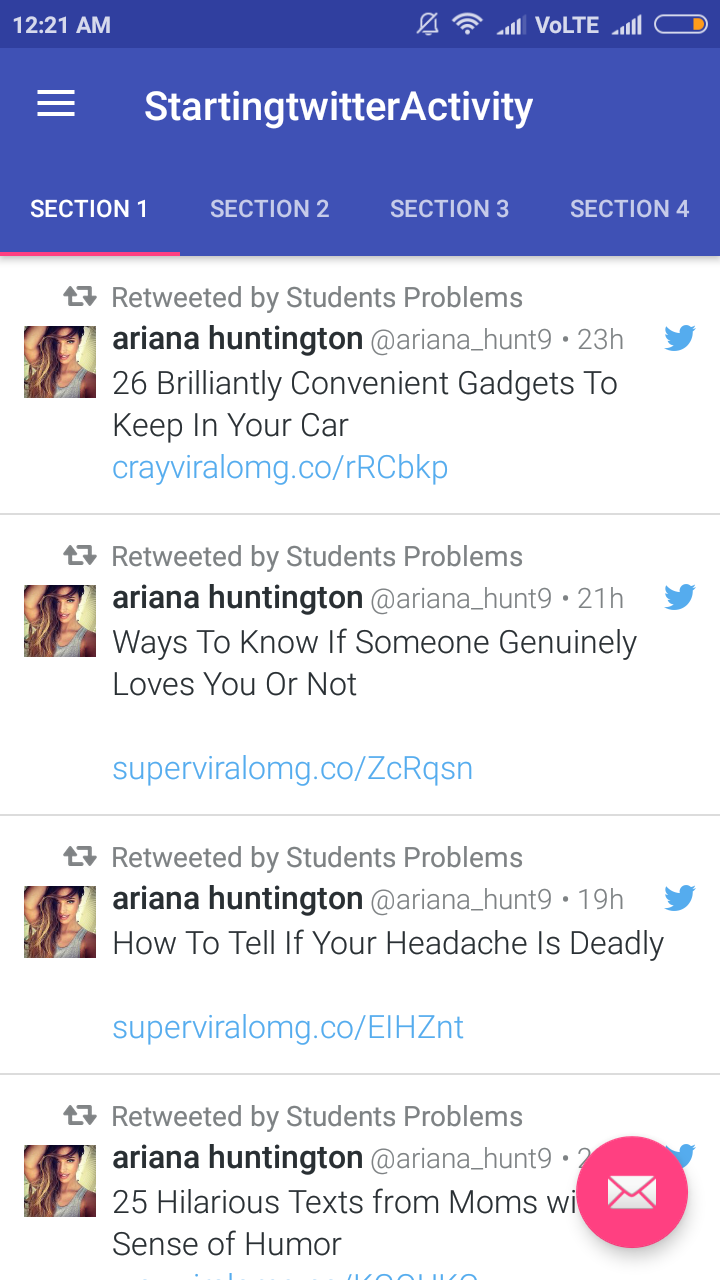 12:21 AM VoLTE
StartingtwitterActivity
SECTION 1 SECTION 2 SECTION 3 SECTION 4
Retweeted by Students Problems
ariana huntington @ariana_hunt9 • 23h
26 Brilliantly Convenient Gadgets To
Keep In Your Car
crayviralomg.co/rRCbkp
Retweeted by Students Problems
ariana huntington @ariana_hunt9 • 21h
Ways To Know If Someone Genuinely
Loves You Or Not
superviralomg.co/ZcRqsn
Retweeted by Students Problems
ariana huntington @ariana_hunt9 • 19h
How To Tell If Your Headache Is Deadly
superviralomg.co/EIHZnt
Retweeted by Students Problems
ariana huntington @ariana_hunt9 •
25 Hilarious Texts from Moms
Sense of Humor